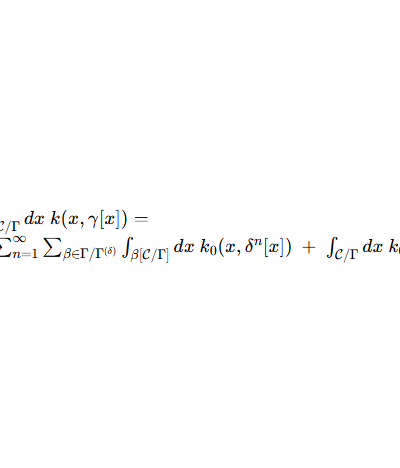 𝒞/Γ dx k(x, γ[x]) =
∑_{n=1}^{∞} ∑_{β∈Γ/Γ^{(δ)}} ∫_{β[𝒞/Γ]} dx k₀(x, δⁿ[x]) + ∫_{𝒞/Γ} dx k